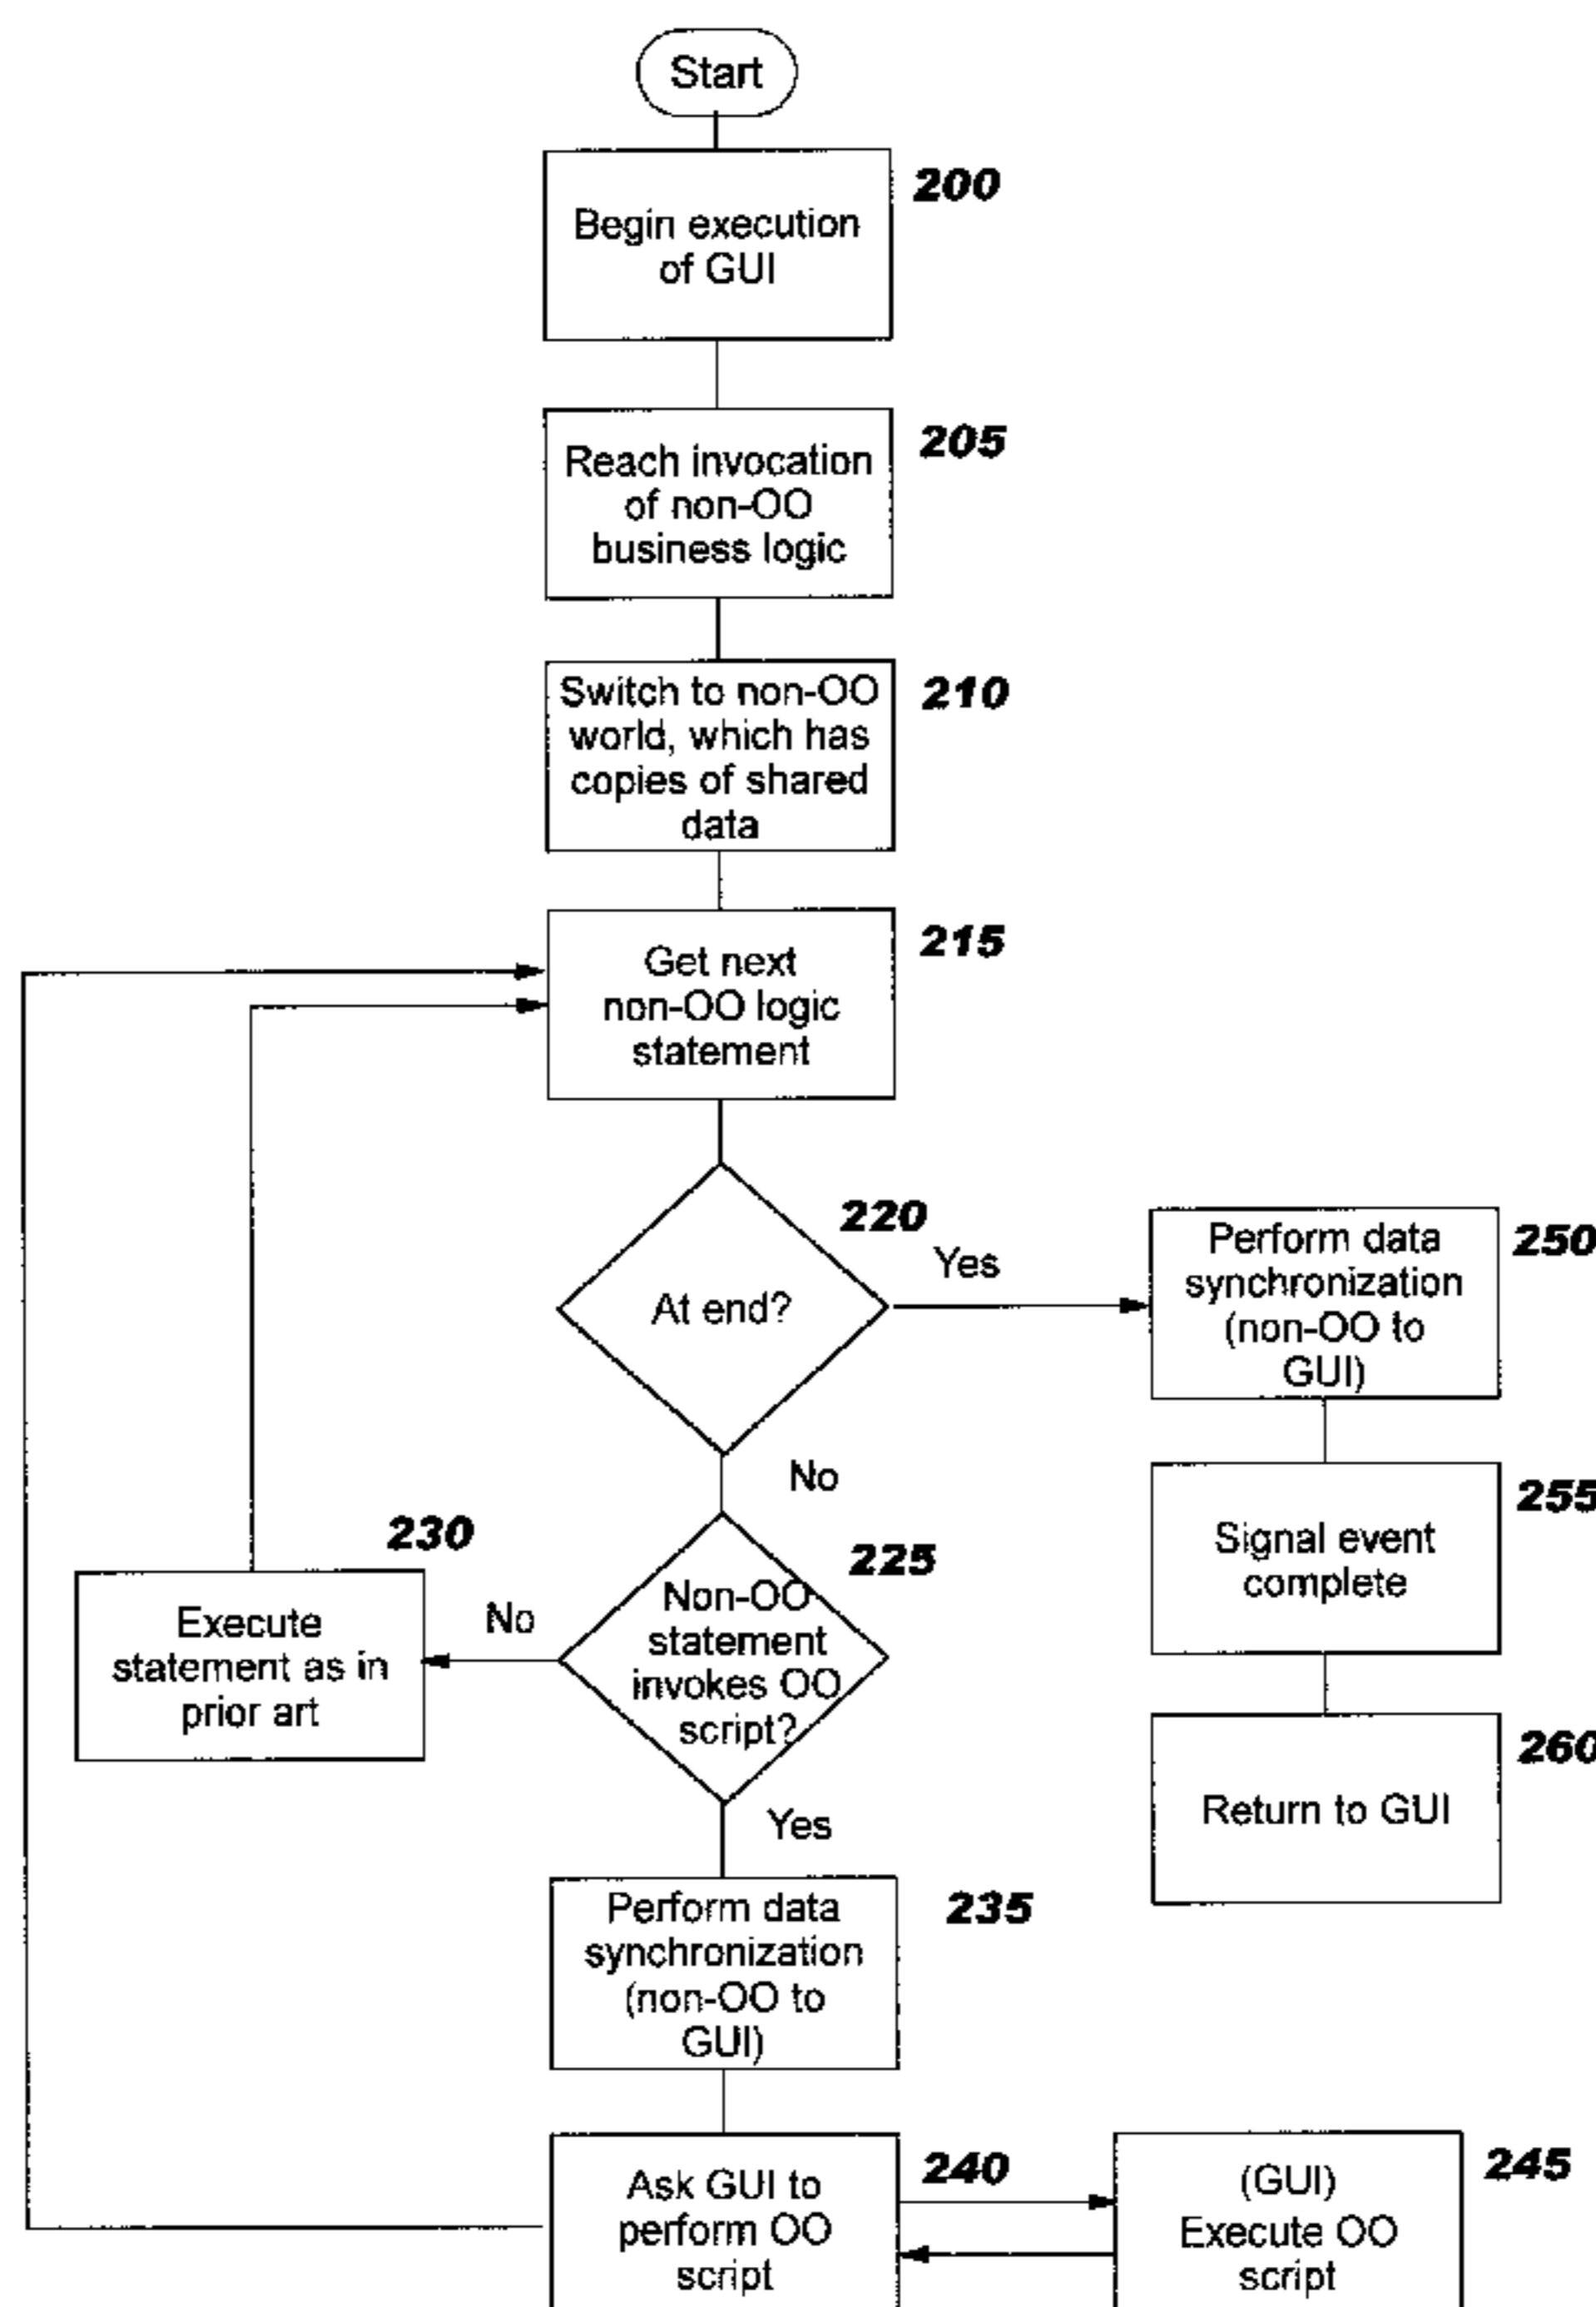 Start
200
Begin execution
of GUI
205
Reach invocation
of non-OO
business logic
210
Switch to non-OO
world, which has
copies of shared
data
215
Get next
non-OO logic
statement
220
At end?
Yes
No
250
Perform data
synchronization
(non-OO to
GUI)
255
Signal event
complete
260
Return to GUI
225
Non-OO
statement
invokes OO
script?
No
Yes
230
Execute
statement as in
prior art
235
Perform data
synchronization
(non-OO to
GUI)
240
Ask GUI to
perform OO
script
245
(GUI)
Execute OO
script